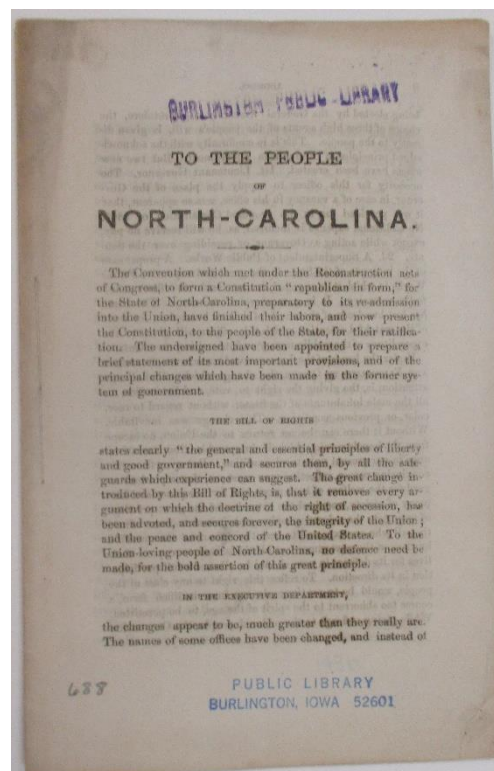 BURLINGTON PUBLIC LIBRARY
TO THE PEOPLE
OF
NORTH-CAROLINA.
The Convention which met under the Reconstruction acts
of Congress, to form a Constitution "republican in form," for
the State of North-Carolina, preparatory to its re-admission
into the Union, have finished their labors, and now present
the Constitution, to the people of the State, for their ratifica-
tion. The undersigned have been appointed to prepare a
brief statement of its most important provisions, and of the
principal changes which have been made in the former sys-
tem of gonernment.
THE BILL OF RIGHTS
states clearly "the general and essential principles of liberty
and good government," and secures them, by all the safe-
guards which experience can suggest. The great change in-
troduced by this Bill of Rights, is, that it removes every ar-
gument on which the doctrine of the right of secession, has
been advoted, and secures forever, the integrity of the Union;
and the peace and concord of the United States. To the
Union-loving people of North-Carolina, no defence need be
made, for the bold assertion of this great principle.
IN THE EXECUTIVE DEPARTMENT,
the changes appear to be, much greater than they really are.
The names of some offices have been changed, and instead of
688
PUBLIC LIBRARY
BURLINGTON, IOWA 52601